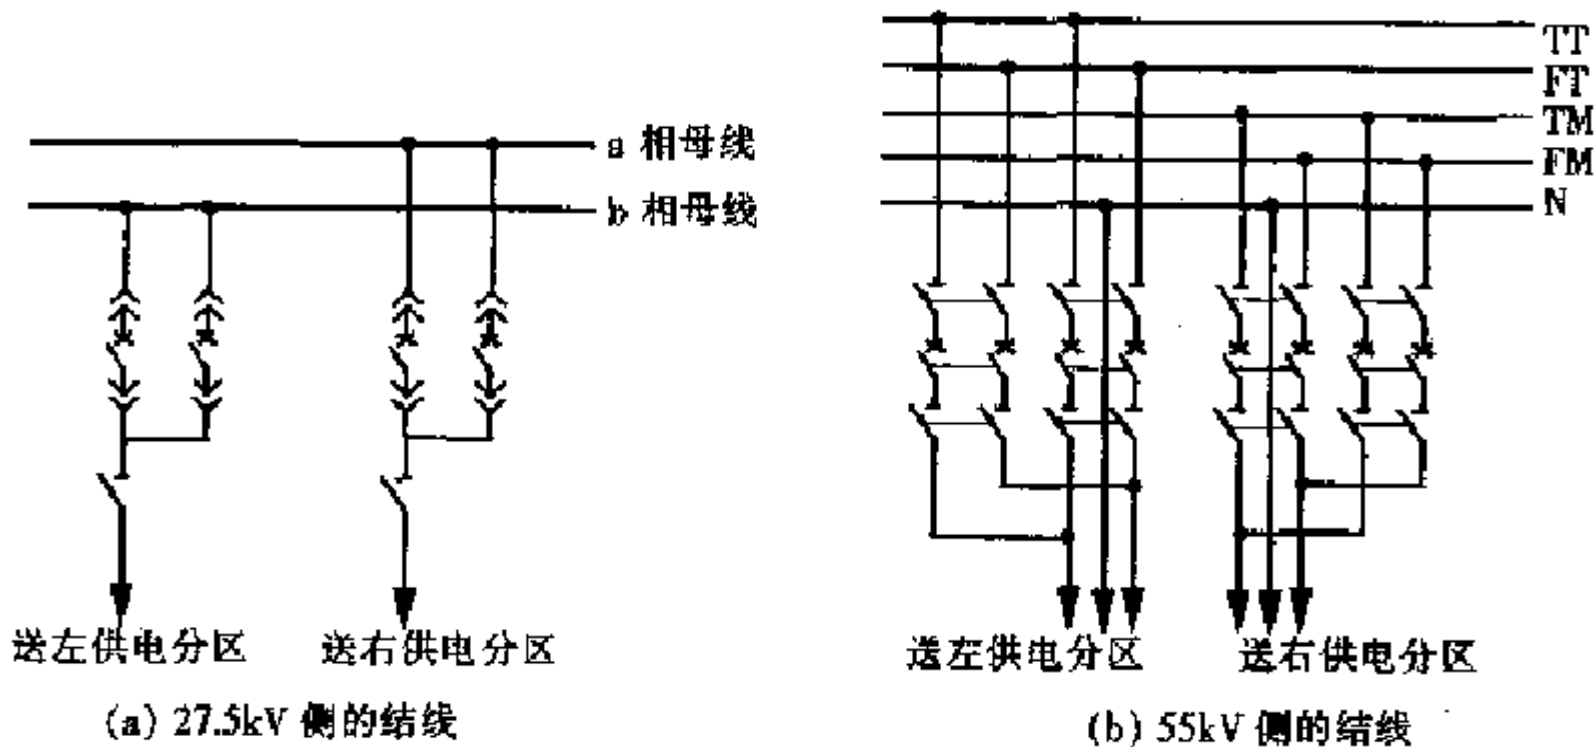 a 相母线
b 相母线
送左供电分区
送右供电分区
(a) 27.5kV 侧的结线
TT
FT
TM
FM
N
送左供电分区
送右供电分区
(b) 55kV 侧的结线